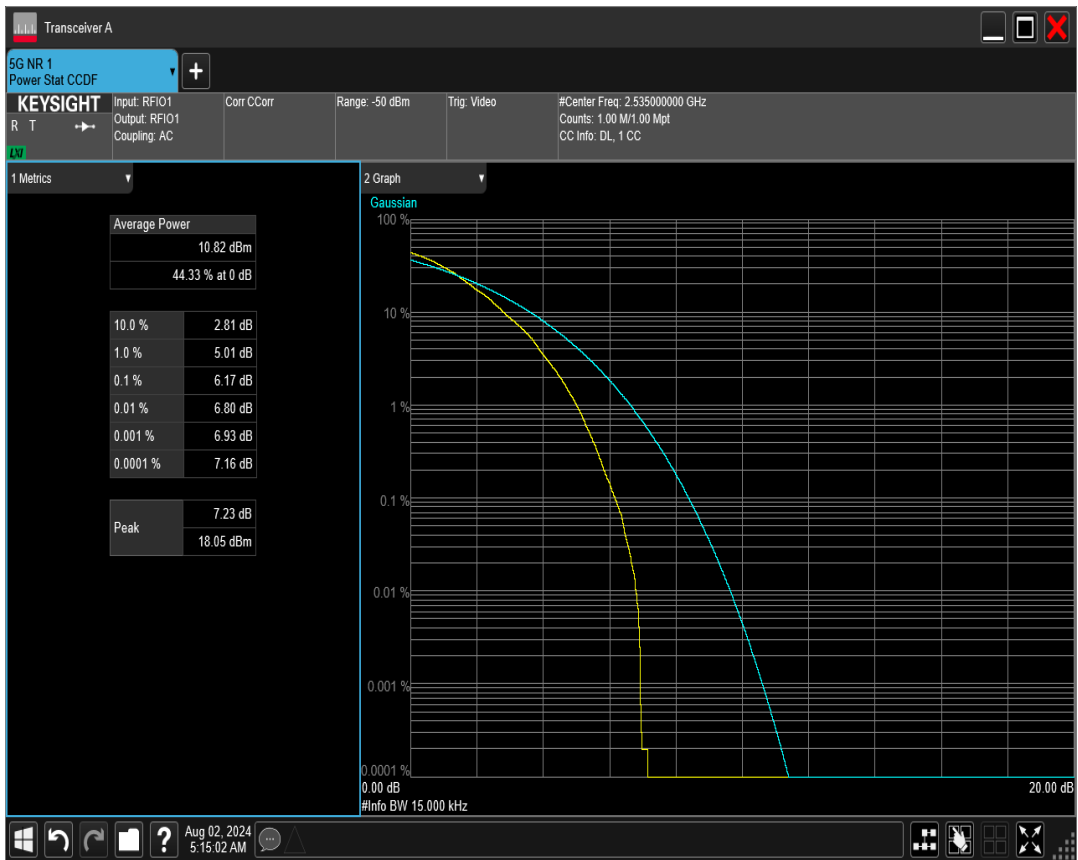 Transceiver A
5G NR 1
Power Stat CCDF
KEYSIGHT
R T
LXI
Input: RFIO1
Output: RFIO1
Coupling: AC
Corr CCorr
Range: -50 dBm
Trig: Video
#Center Freq: 2.535000000 GHz
Counts: 1.00 M/1.00 Mpt
CC Info: DL, 1 CC
1 Metrics
Average Power
10.82 dBm
44.33 % at 0 dB
10.0 % 2.81 dB
1.0 % 5.01 dB
0.1 % 6.17 dB
0.01 % 6.80 dB
0.001 % 6.93 dB
0.0001 % 7.16 dB
Peak 7.23 dB
18.05 dBm
2 Graph
Gaussian
100 %
10 %
1 %
0.1 %
0.01 %
0.001 %
0.0001 %
0.00 dB 20.00 dB
#Info BW 15.000 kHz
Aug 02, 2024
5:15:02 AM